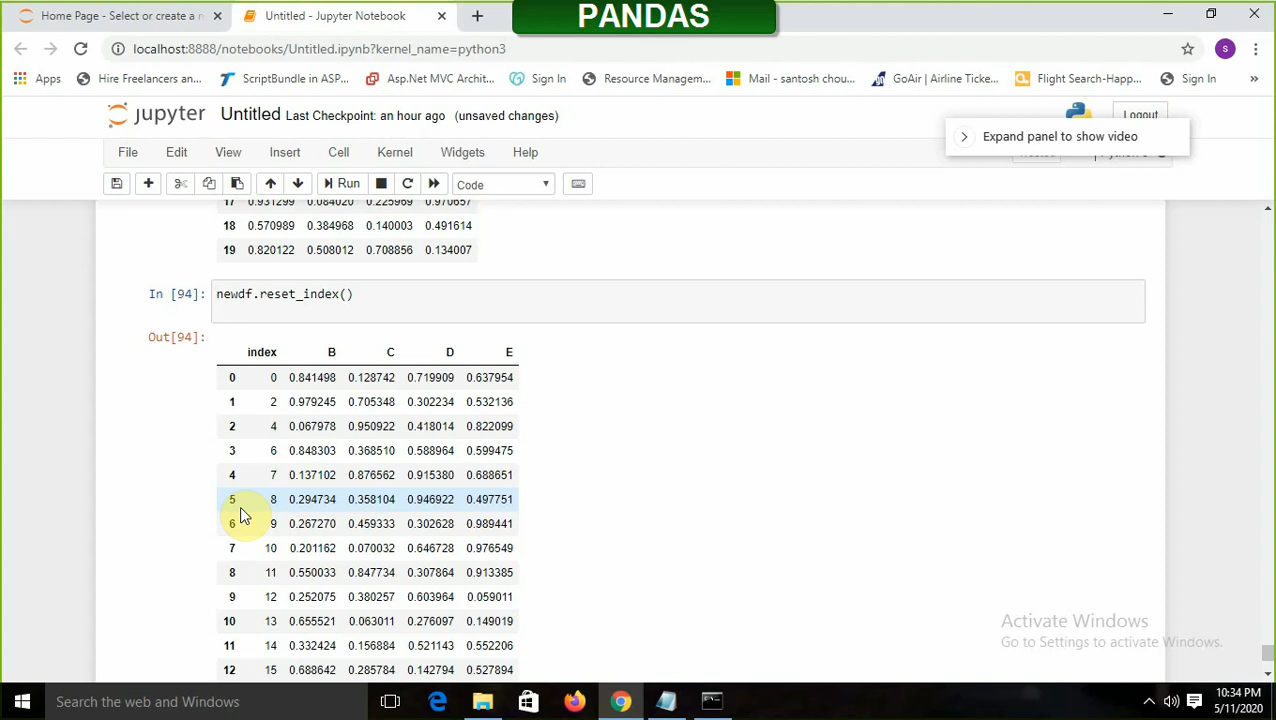 PANDAS
Home Page - Select or create a n
Untitled - Jupyter Notebook
localhost:8888/notebooks/Untitled.ipynb?kernel_name=python3
S
Apps
Hire Freelancers an...
ScriptBundle in ASP...
Asp.Net MVC Archit...
Sign In
Resource Managem...
Mail - santosh chou...
GoAir | Airline Ticke...
Flight Search-Happ...
Sign In
»
jupyter Untitled Last Checkpoint: an hour ago (unsaved changes)
Logout
Expand panel to show video
File Edit View Insert Cell Kernel Widgets Help
Run
Code
17 0.931299 0.084020 0.225969 0.970657
18 0.570989 0.384968 0.140003 0.491614
19 0.820122 0.508012 0.708856 0.134007
In [94]: newdf.reset_index()
Out[94]:
index B C D E
0 0 0.841498 0.128742 0.719909 0.637954
1 2 0.979245 0.705348 0.302234 0.532136
2 4 0.067978 0.950922 0.418014 0.822099
3 6 0.848303 0.368510 0.588964 0.599475
4 7 0.137102 0.876562 0.915380 0.688651
5 8 0.294734 0.358104 0.946922 0.497751
6 9 0.267270 0.459333 0.302628 0.989441
7 10 0.201162 0.070032 0.646728 0.976549
8 11 0.550033 0.847734 0.307864 0.913385
9 12 0.252075 0.380257 0.603964 0.059011
10 13 0.655521 0.063011 0.276097 0.149019
11 14 0.332424 0.156884 0.521143 0.552206
12 15 0.688642 0.285784 0.142794 0.527894
Activate Windows
Go to Settings to activate Windows.
Search the web and Windows
10:34 PM
5/11/2020